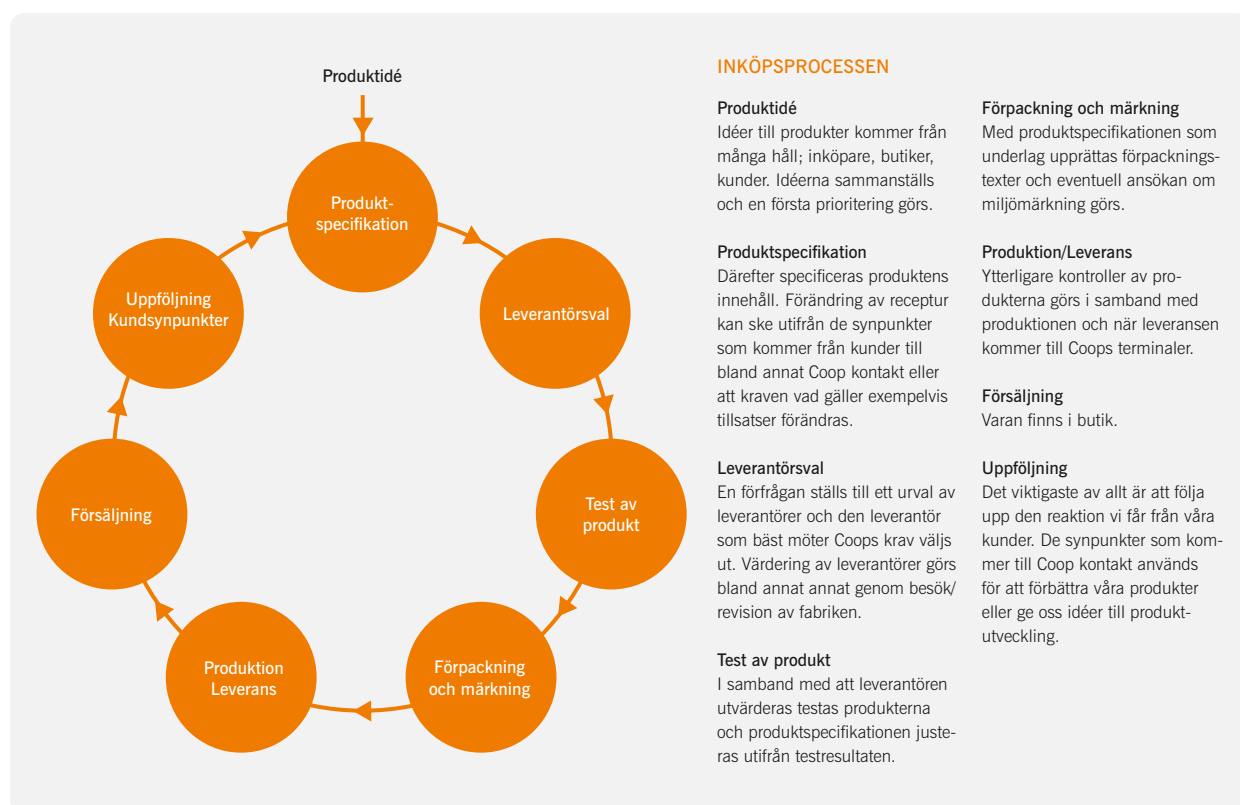 Produktidé
Produkt-
specifikation
Leverantörsval
Test av
produkt
Förpackning
och märkning
Produktion
Leverans
Försäljning
Uppföljning
Kundsynpunkter
INKÖPSPROCESSEN
Produktidé
Idéer till produkter kommer från
många håll; inköpare, butiker,
kunder. Idéerna sammanställs
och en första prioritering görs.
Produktspecifikation
Därefter specificeras produktens
innehåll. Förändring av receptur
kan ske utifrån de synpunkter
som kommer från kunder till
bland annat Coop kontakt eller
att kraven vad gäller exempelvis
tillsatser förändras.
Leverantörsval
En förfrågan ställs till ett urval av
leverantörer och den leverantör
som bäst möter Coops krav väljs
ut. Värdering av leverantörer görs
bland annat annat genom besök/
revision av fabriken.
Test av produkt
I samband med att leverantören
utvärderas testas produkterna
och produktspecifikationen juste-
ras utifrån testresultaten.
Förpackning och märkning
Med produktspecifikationen som
underlag upprättas förpacknings-
texter och eventuell ansökan om
miljömärkning görs.
Produktion/Leverans
Ytterligare kontroller av pro-
dukterna görs i samband med
produktionen och när leveransen
kommer till Coops terminaler.
Försäljning
Varan finns i butik.
Uppföljning
Det viktigaste av allt är att följa
upp den reaktion vi får från våra
kunder. De synpunkter som kom-
mer till Coop kontakt används
för att förbättra våra produkter
eller ge oss idéer till produkt-
utveckling.